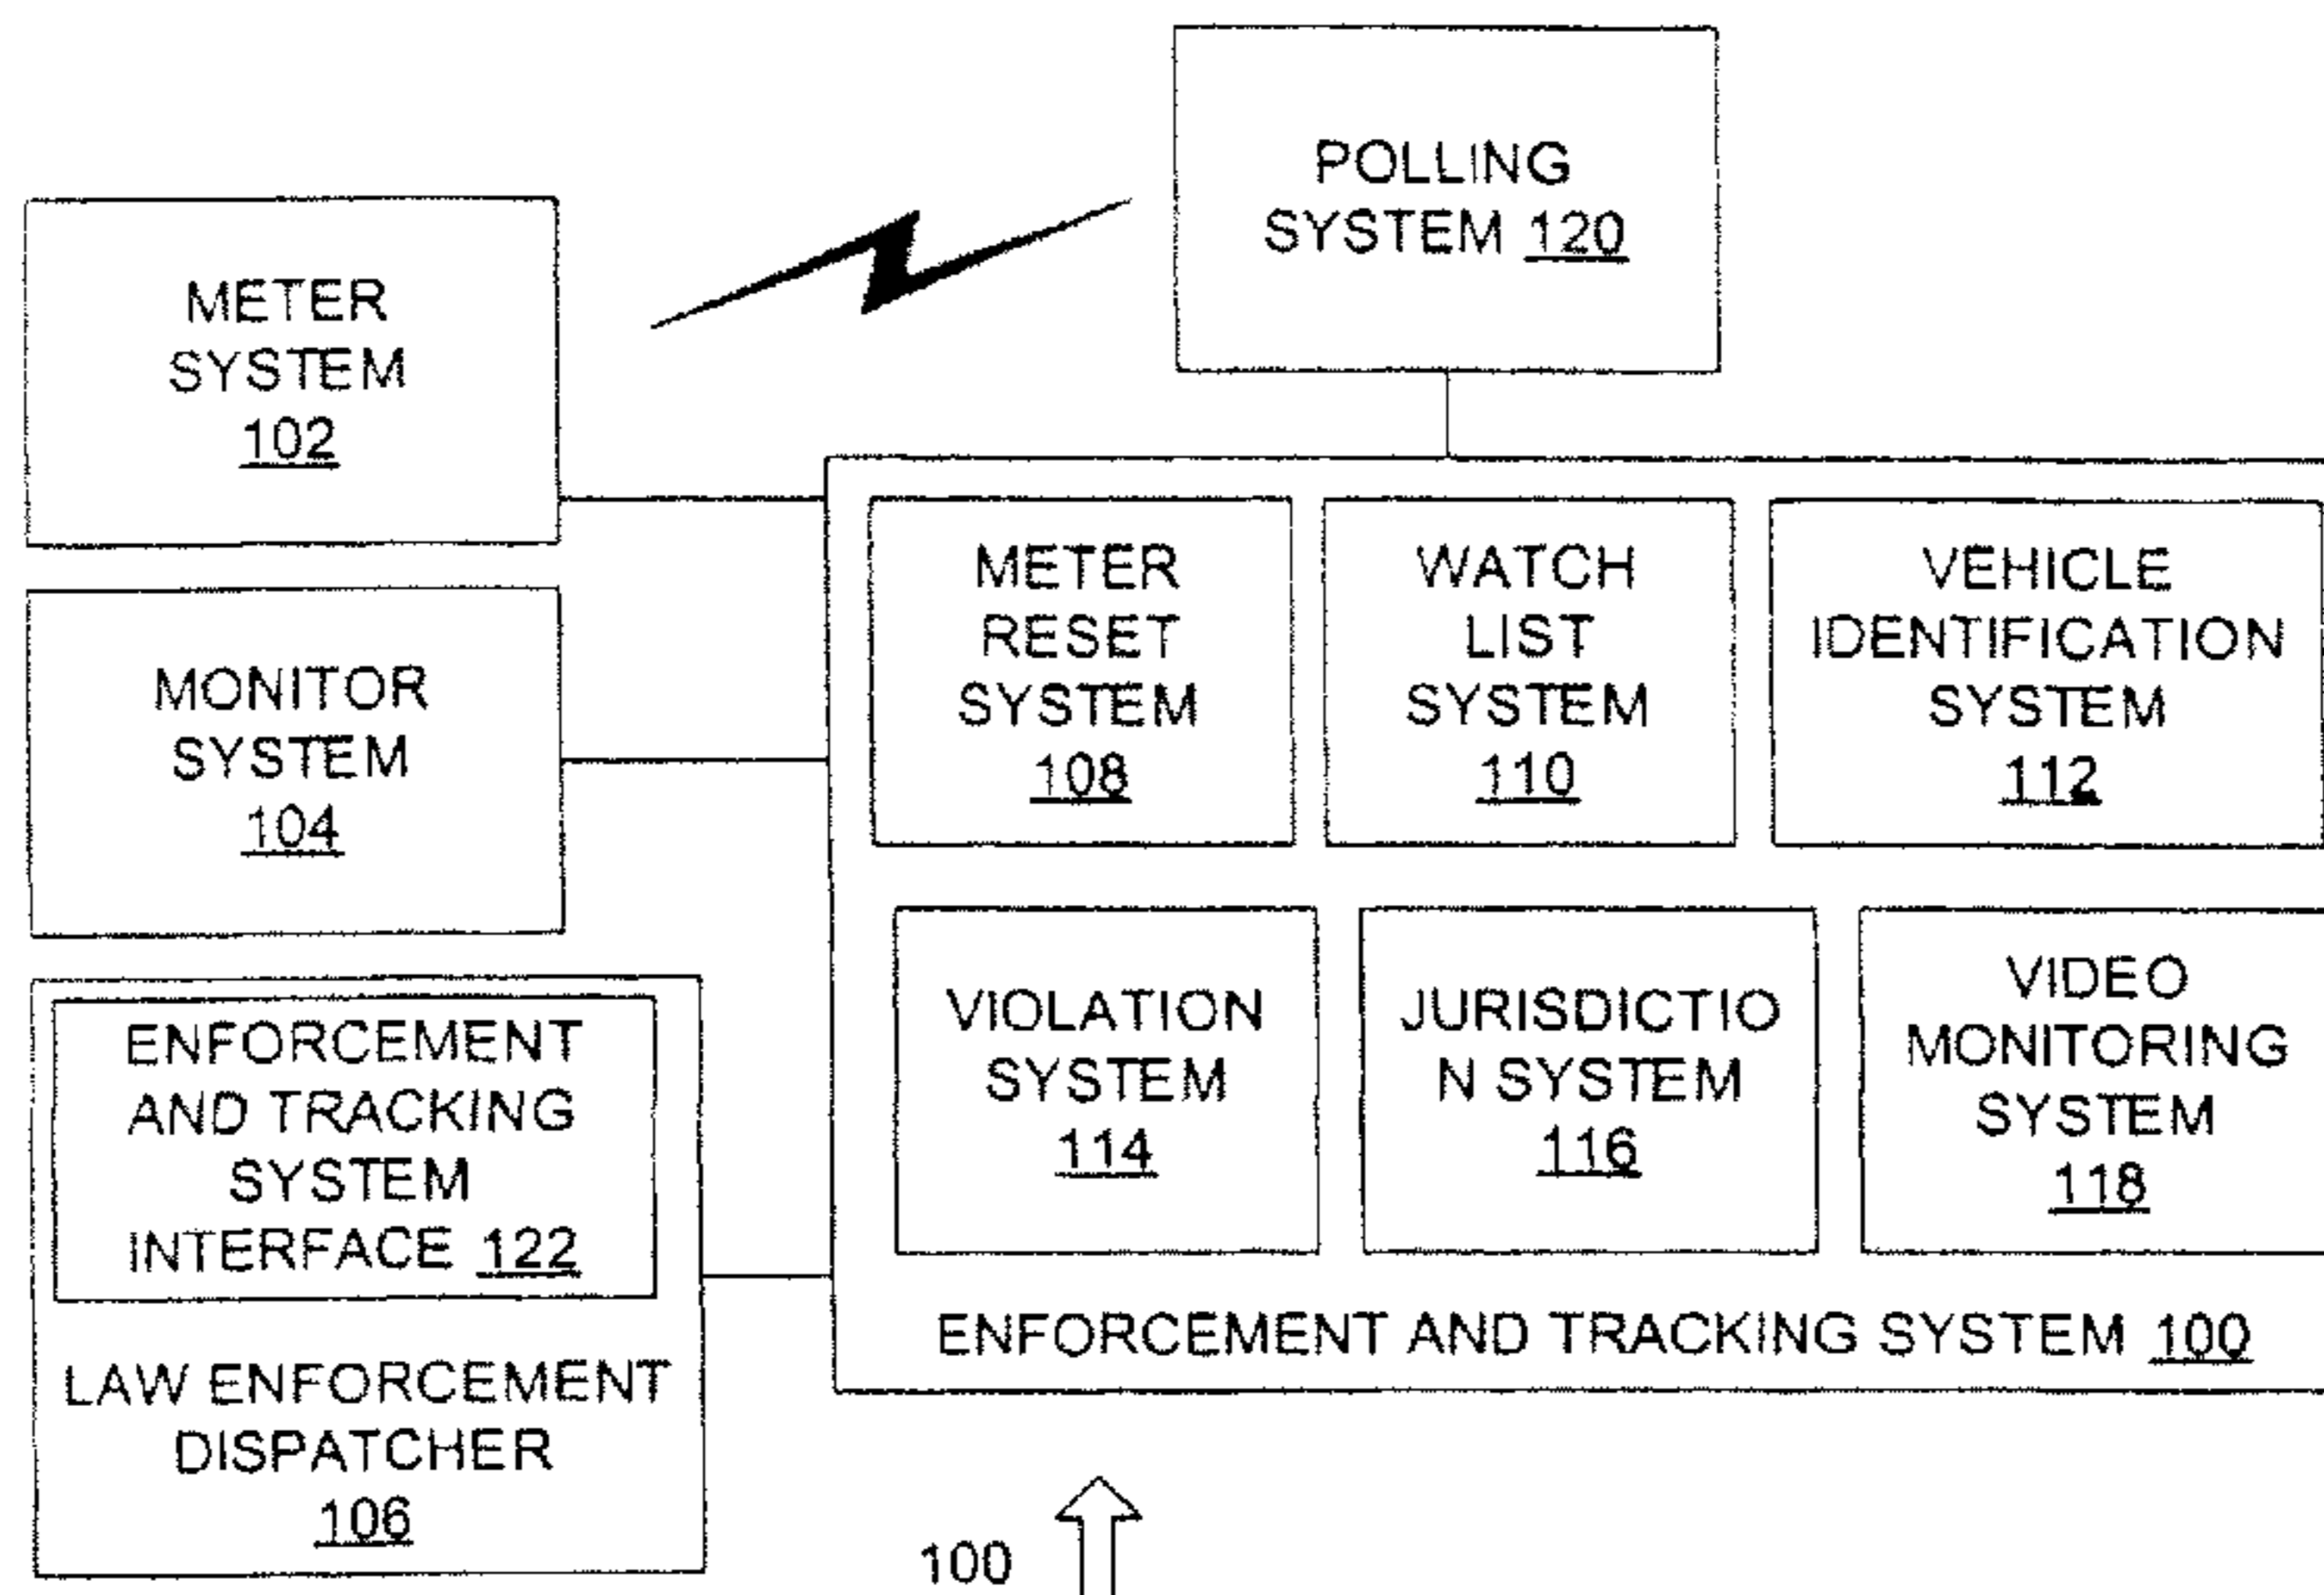 POLLING
SYSTEM 120
METER
SYSTEM
102
MONITOR
SYSTEM
104
ENFORCEMENT
AND TRACKING
SYSTEM
INTERFACE 122
LAW ENFORCEMENT
DISPATCHER
106
METER
RESET
SYSTEM
108
WATCH
LIST
SYSTEM
110
VEHICLE
IDENTIFICATION
SYSTEM
112
VIOLATION
SYSTEM
114
JURISDICTIO
N SYSTEM
116
VIDEO
MONITORING
SYSTEM
118
ENFORCEMENT AND TRACKING SYSTEM 100
100